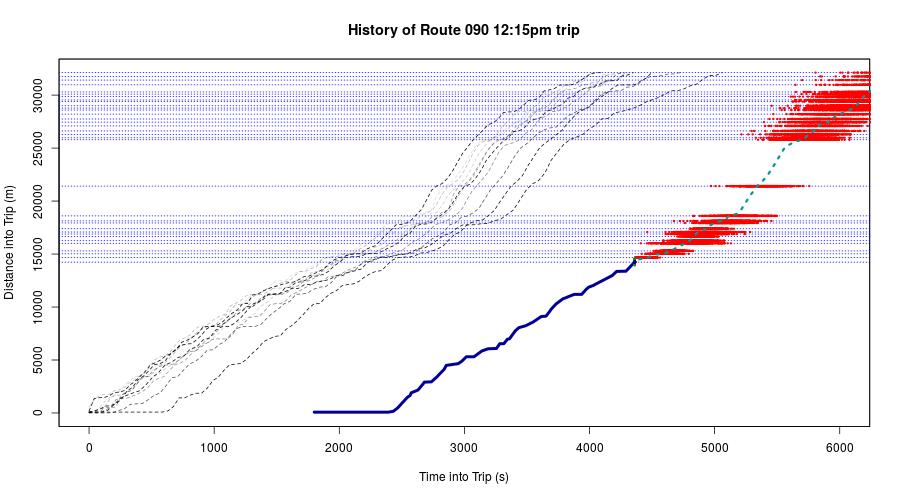 History of Route 090 12:15pm trip
Distance into Trip (m)
30000
25000
20000
15000
10000
5000
0
0 1000 2000 3000 4000 5000 6000
Time into Trip (s)